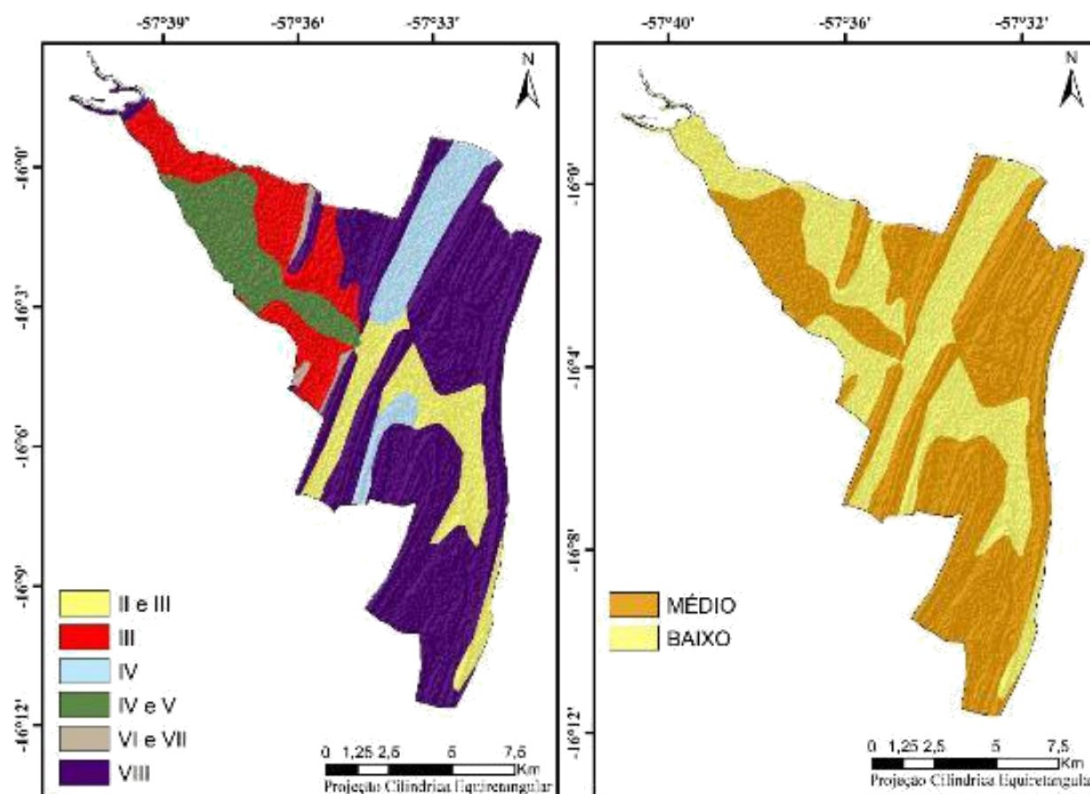 -57°39' -57°36' -57°33'
N
-16°0'
-16°3'
-16°6'
-16°9'
-16°12'
II e III
III
IV
IV e V
VI e VII
VIII
0 1,25 2,5 5 7,5
Km
Projeção Cilíndrica Equiretangular
-57°40' -57°36' -57°32'
N
-16°0'
-16°4'
-16°8'
-16°12'
MÉDIO
BAIXO
0 1,25 2,5 5 7,5
Km
Projeção Cilíndrica Equiretangular